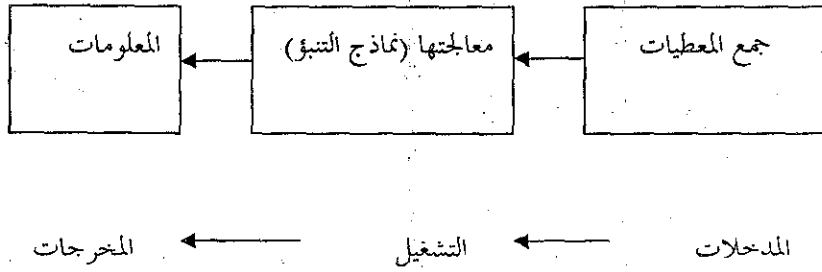 جمع المعطيات
معالجتها (نماذج التنبؤ)
المعلومات
المدخلات
التشغيل
المخرجات